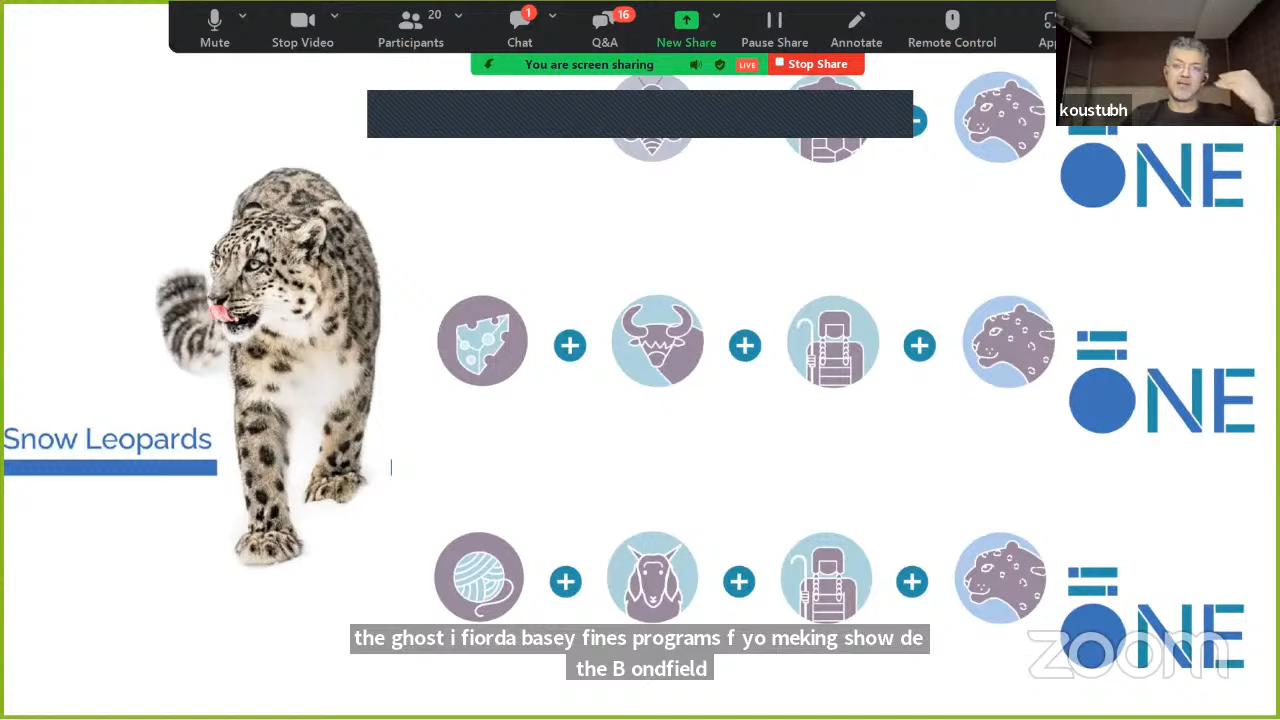 20
1
16
Mute
Stop Video
Participants
Chat
Q&A
New Share
Pause Share
Annotate
Remote Control
You are screen sharing
LIVE
Stop Share
koustubh
ONE
ONE
Snow Leopards
ONE
the ghost i fiorda basey fines programs f yo meking show de
the B ondfield
zoom